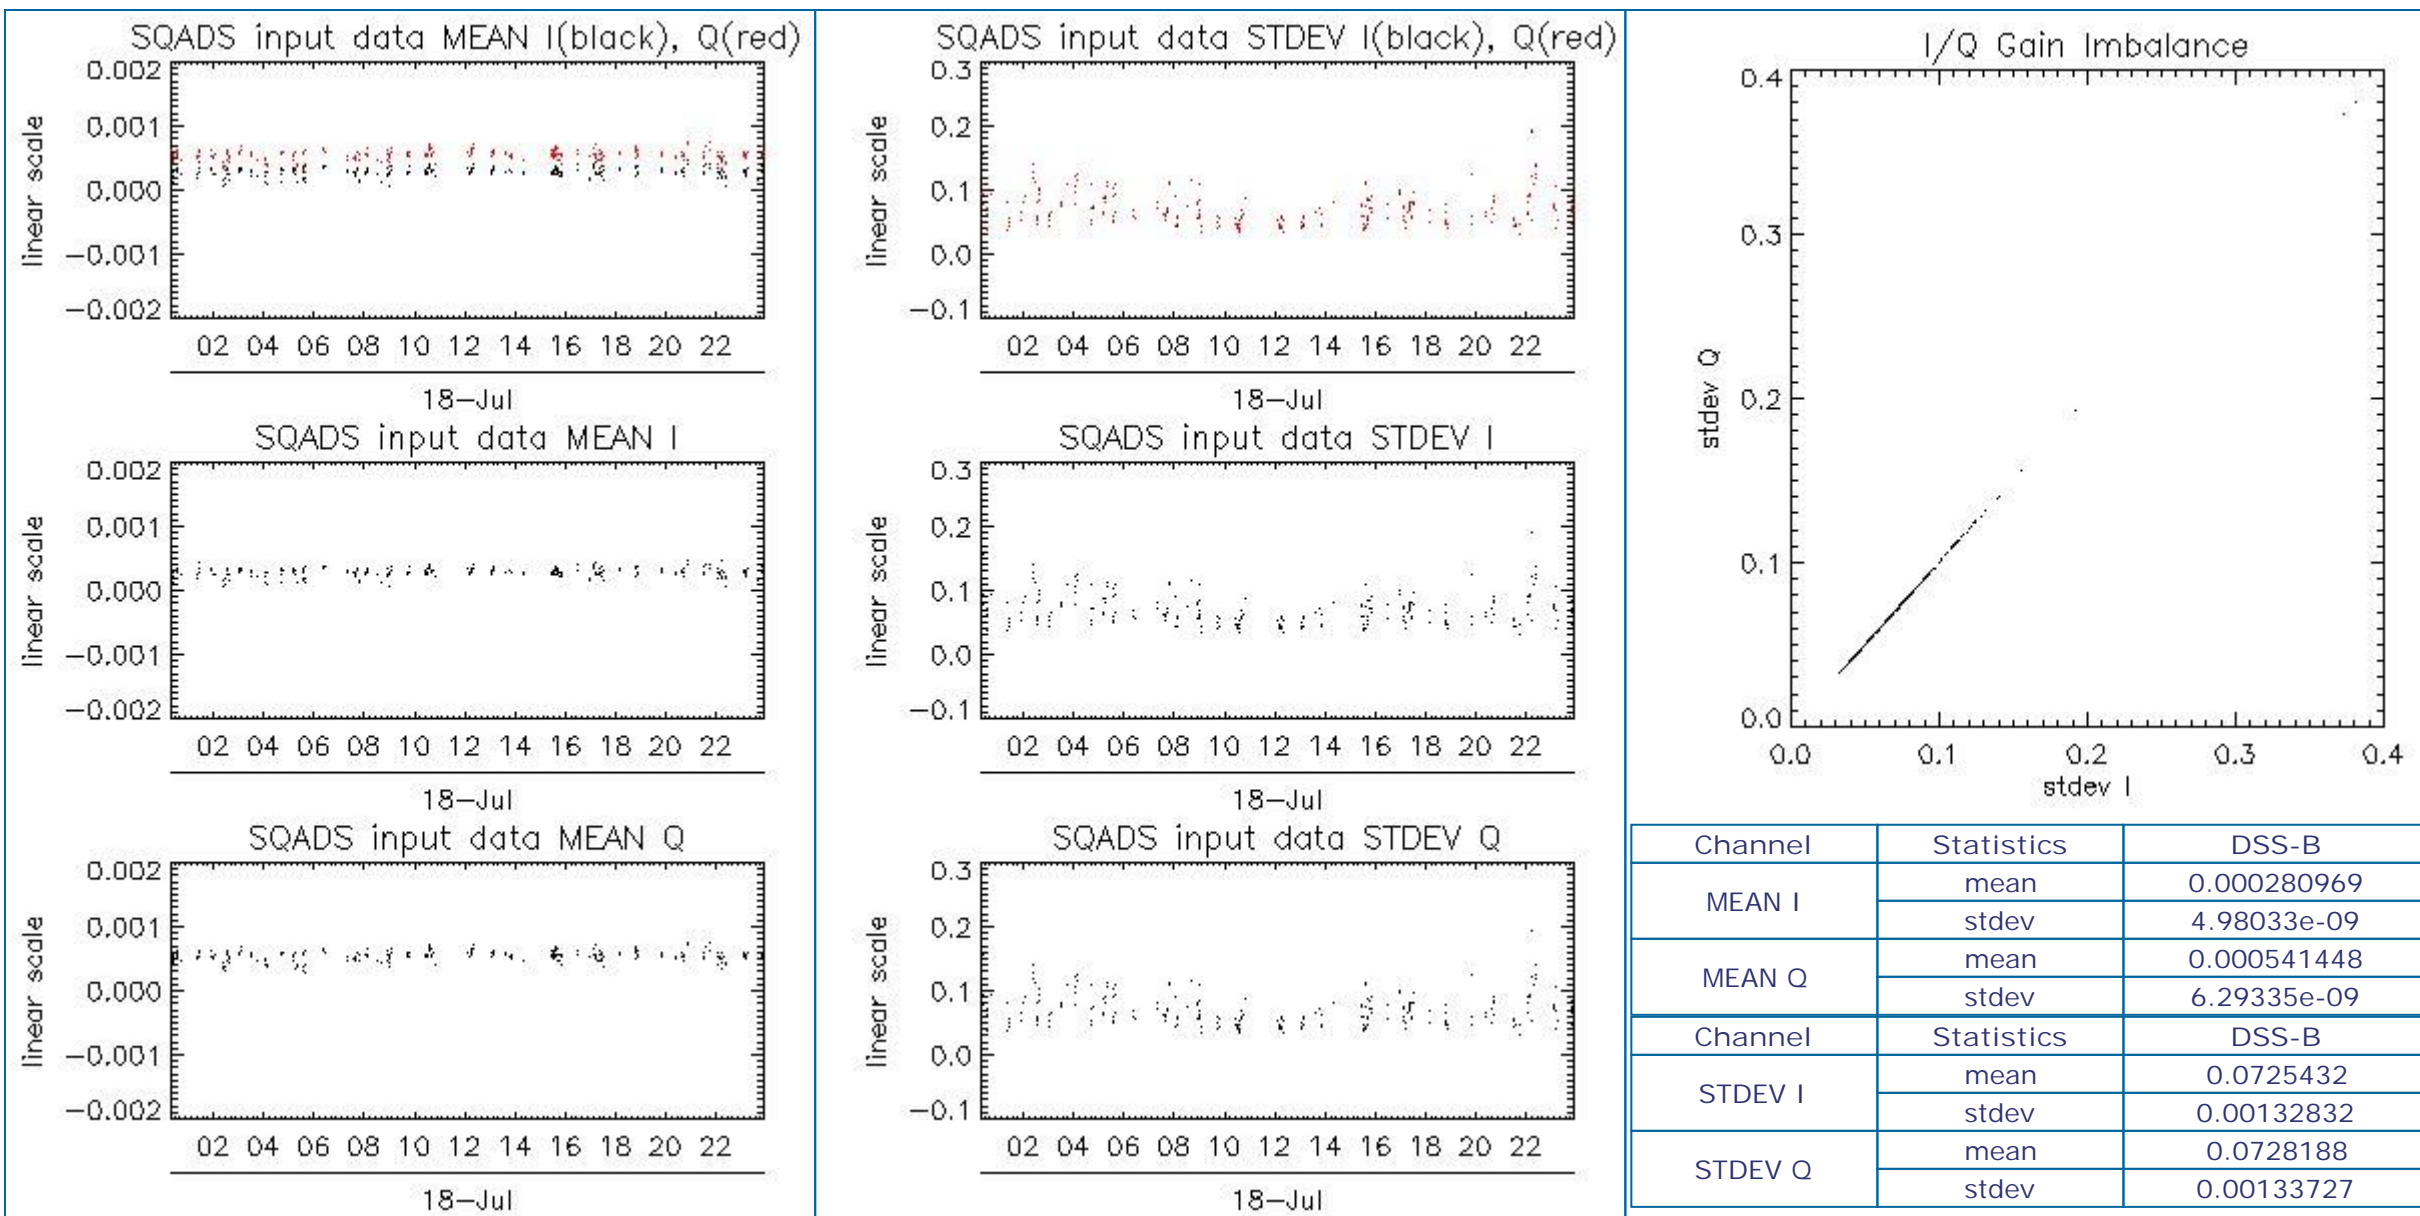 SQADS input data MEAN I(black), Q(red)
0.002
0.001
0.000
−0.001
−0.002
linear scale
02 04 06 08 10 12 14 16 18 20 22
18−Jul
SQADS input data MEAN I
0.002
0.001
0.000
−0.001
−0.002
linear scale
02 04 06 08 10 12 14 16 18 20 22
18−Jul
SQADS input data MEAN Q
0.002
0.001
0.000
−0.001
−0.002
linear scale
02 04 06 08 10 12 14 16 18 20 22
18−Jul
SQADS input data STDEV I(black), Q(red)
0.3
0.2
0.1
0.0
−0.1
linear scale
02 04 06 08 10 12 14 16 18 20 22
18−Jul
SQADS input data STDEV I
0.3
0.2
0.1
0.0
−0.1
linear scale
02 04 06 08 10 12 14 16 18 20 22
18−Jul
SQADS input data STDEV Q
0.3
0.2
0.1
0.0
−0.1
linear scale
02 04 06 08 10 12 14 16 18 20 22
18−Jul
I/Q Gain Imbalance
0.4
0.3
0.2
0.1
0.0
stdev Q
0.0 0.1 0.2 0.3 0.4
stdev I
Channel Statistics DSS-B
MEAN I mean 0.000280969
stdev 4.98033e-09
MEAN Q mean 0.000541448
stdev 6.29335e-09
Channel Statistics DSS-B
STDEV I mean 0.0725432
stdev 0.00132832
STDEV Q mean 0.0728188
stdev 0.00133727